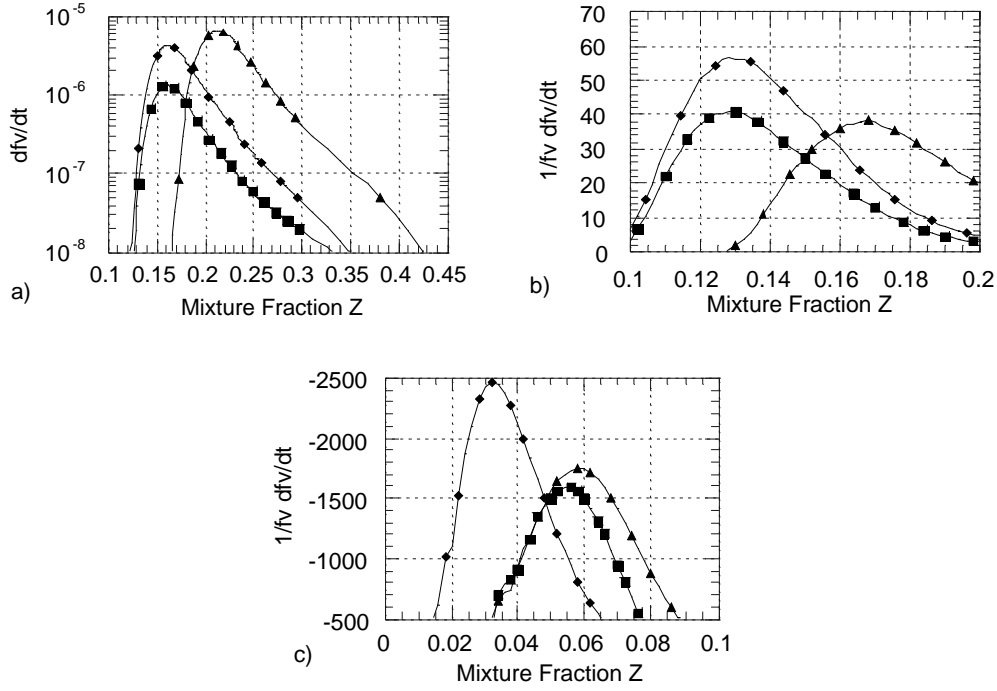 10-5
10-6
10-7
10-8
dfv/dt
0.1 0.15 0.2 0.25 0.3 0.35 0.4 0.45
Mixture Fraction Z
a)
70
60
50
40
30
20
10
0
1/fv dfv/dt
0.1 0.12 0.14 0.16 0.18 0.2
Mixture Fraction Z
b)
-2500
-2000
-1500
-1000
-500
1/fv dfv/dt
0 0.02 0.04 0.06 0.08 0.1
Mixture Fraction Z
c)